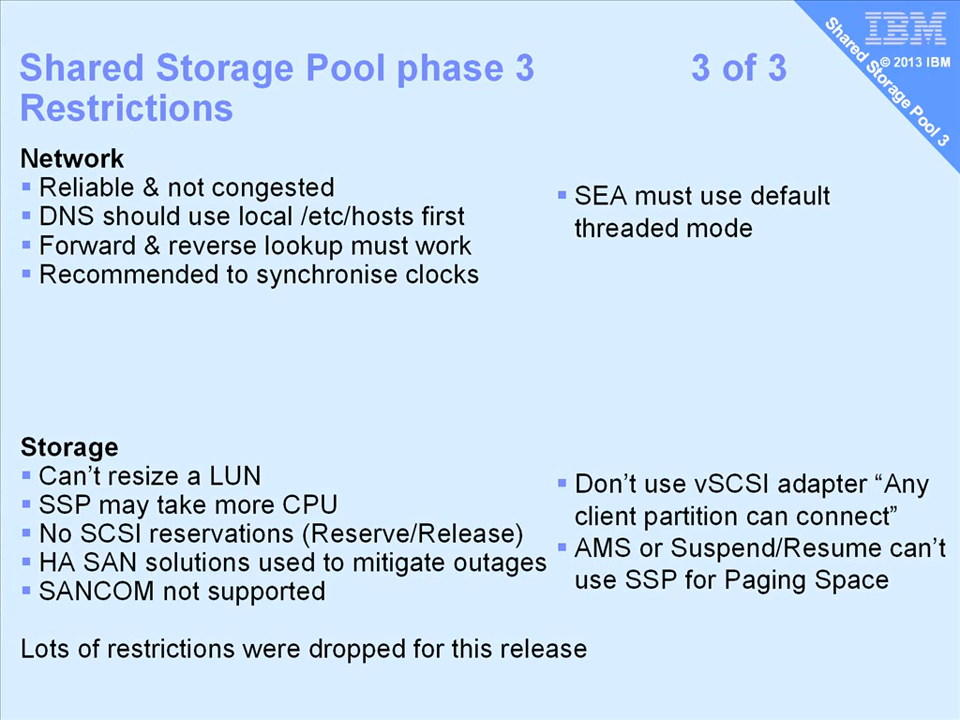 Shared Storage Pool phase 3 3 of 3
Restrictions
IBM
© 2013 IBM
Shared Storage Pool 3
Network
▪ Reliable & not congested
▪ DNS should use local /etc/hosts first
▪ Forward & reverse lookup must work
▪ Recommended to synchronise clocks
▪ SEA must use default
threaded mode
Storage
▪ Can’t resize a LUN
▪ SSP may take more CPU
▪ No SCSI reservations (Reserve/Release)
▪ HA SAN solutions used to mitigate outages
▪ SANCOM not supported
▪ Don’t use vSCSI adapter “Any
client partition can connect”
▪ AMS or Suspend/Resume can’t
use SSP for Paging Space
Lots of restrictions were dropped for this release